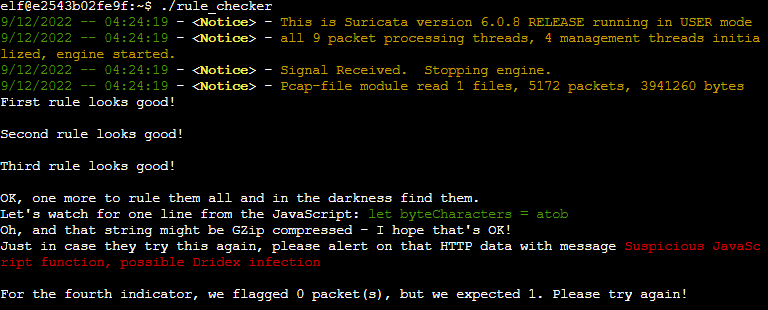 elf@e2543b02fe9f:~$ ./rule_checker
9/12/2022 -- 04:24:19 - <Notice> - This is Suricata version 6.0.8 RELEASE running in USER mode
9/12/2022 -- 04:24:19 - <Notice> - all 9 packet processing threads, 4 management threads initia
lized, engine started.
9/12/2022 -- 04:24:19 - <Notice> - Signal Received.  Stopping engine.
9/12/2022 -- 04:24:19 - <Notice> - Pcap-file module read 1 files, 5172 packets, 3941260 bytes
First rule looks good!

Second rule looks good!

Third rule looks good!

OK, one more to rule them all and in the darkness find them.
Let's watch for one line from the JavaScript: let byteCharacters = atob
Oh, and that string might be GZip compressed - I hope that's OK!
Just in case they try this again, please alert on that HTTP data with message Suspicious JavaSc
ript function, possible Dridex infection

For the fourth indicator, we flagged 0 packet(s), but we expected 1. Please try again!